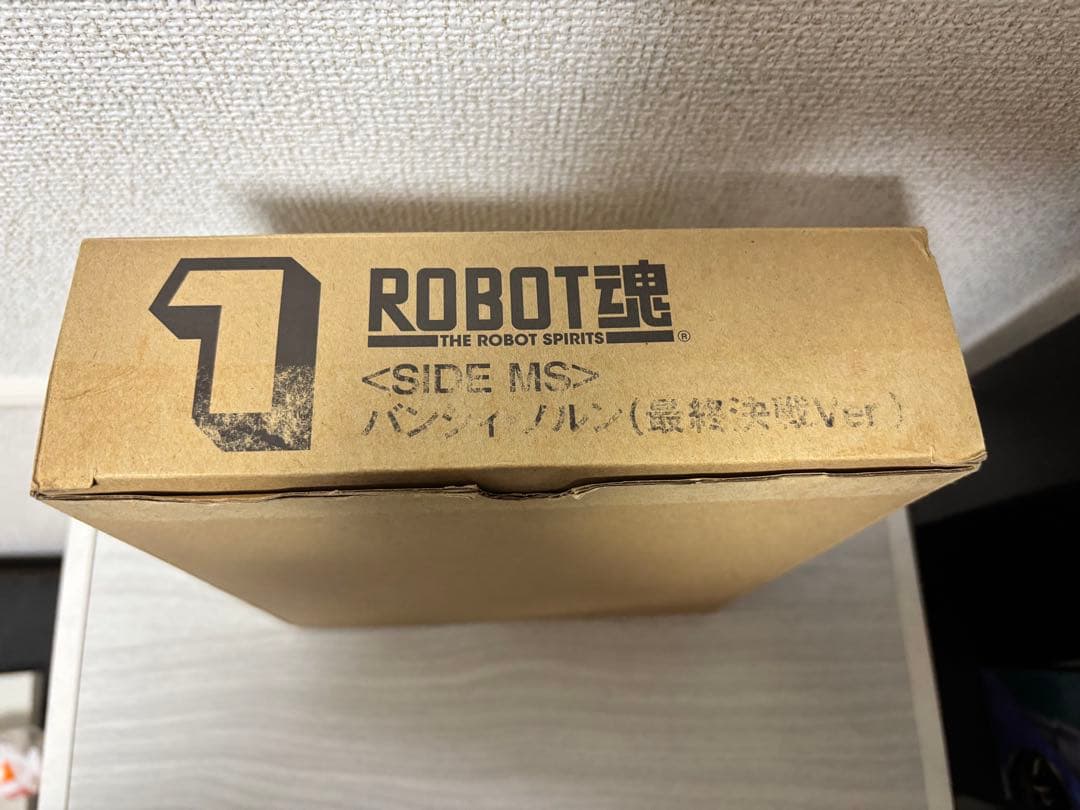 1
ROBOT魂
THE ROBOT SPIRITS®
<SIDE MS>
バンシィ・ノルン(最終決戦Ver.)